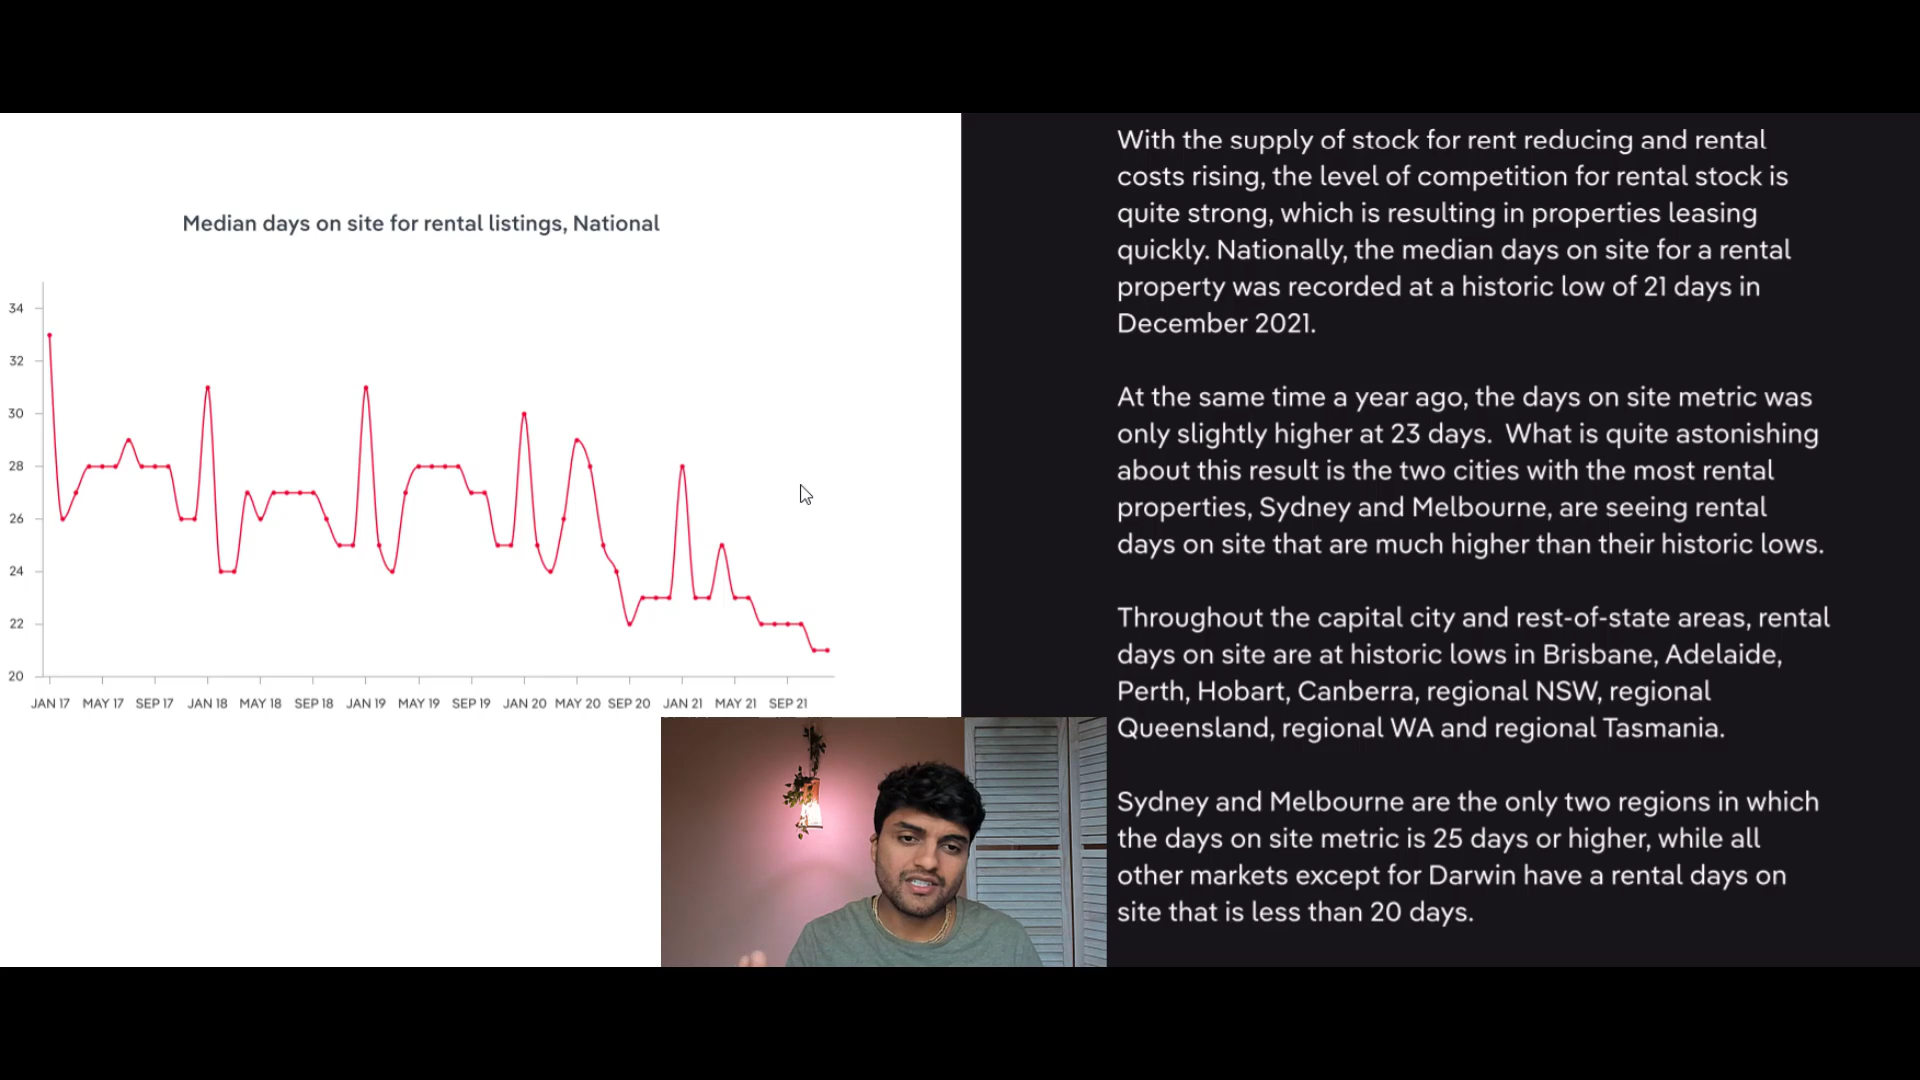 Median days on site for rental listings, National
34
32
30
28
26
24
22
20
JAN 17 MAY 17 SEP 17 JAN 18 MAY 18 SEP 18 JAN 19 MAY 19 SEP 19 JAN 20 MAY 20 SEP 20 JAN 21 MAY 21 SEP 21
With the supply of stock for rent reducing and rental
costs rising, the level of competition for rental stock is
quite strong, which is resulting in properties leasing
quickly. Nationally, the median days on site for a rental
property was recorded at a historic low of 21 days in
December 2021.
At the same time a year ago, the days on site metric was
only slightly higher at 23 days.  What is quite astonishing
about this result is the two cities with the most rental
properties, Sydney and Melbourne, are seeing rental
days on site that are much higher than their historic lows.
Throughout the capital city and rest-of-state areas, rental
days on site are at historic lows in Brisbane, Adelaide,
Perth, Hobart, Canberra, regional NSW, regional
Queensland, regional WA and regional Tasmania.
Sydney and Melbourne are the only two regions in which
the days on site metric is 25 days or higher, while all
other markets except for Darwin have a rental days on
site that is less than 20 days.